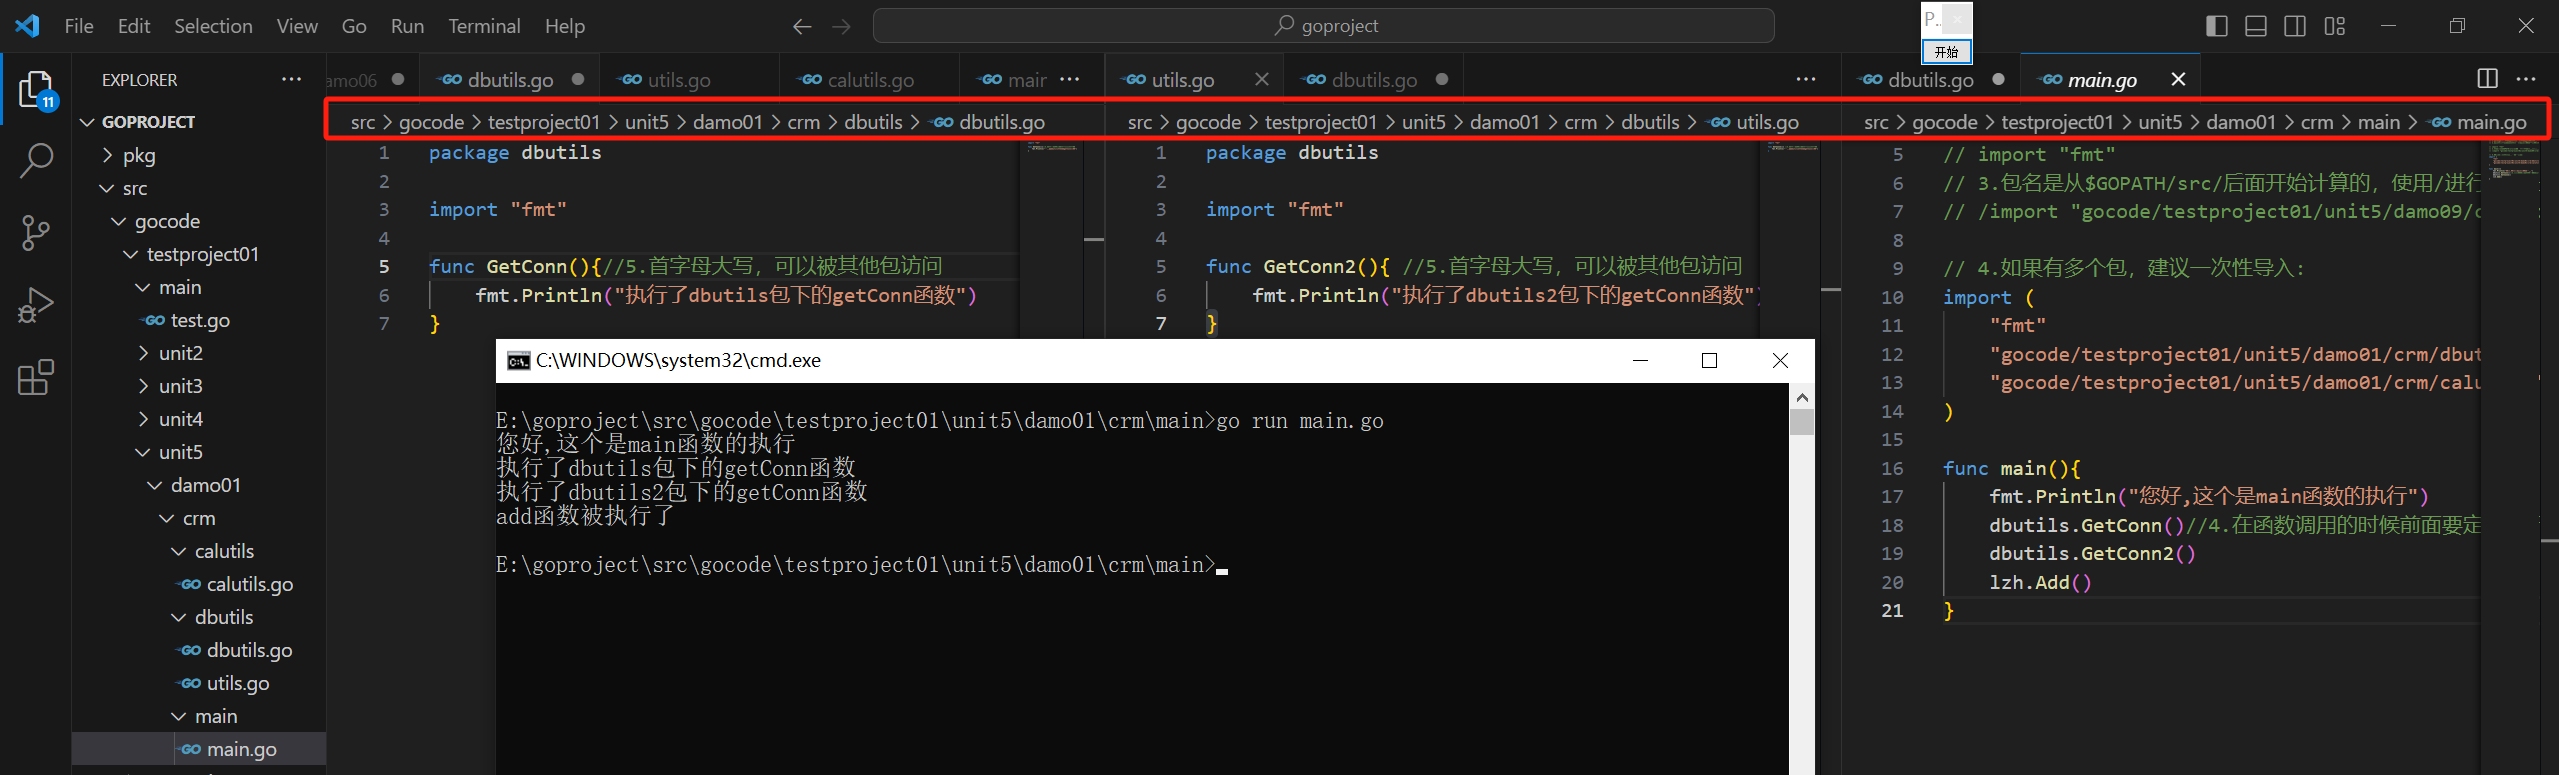 File Edit Selection View Go Run Terminal Help
goproject
P..
开始
EXPLORER
11
GOPROJECT
pkg
src
gocode
testproject01
main
test.go
unit2
unit3
unit4
unit5
damo01
crm
calutils
calutils.go
dbutils
dbutils.go
utils.go
main
main.go
amo06 dbutils.go utils.go calutils.go mair
src > gocode > testproject01 > unit5 > damo01 > crm > dbutils > dbutils.go
1 package dbutils
2
3 import "fmt"
4
5 func GetConn(){//5.首字母大写，可以被其他包访问
6 fmt.Println("执行了dbutils包下的getConn函数")
7 }
utils.go dbutils.go
src > gocode > testproject01 > unit5 > damo01 > crm > dbutils > utils.go
1 package dbutils
2
3 import "fmt"
4
5 func GetConn2(){ //5.首字母大写，可以被其他包访问
6 fmt.Println("执行了dbutils2包下的getConn函数")
7 }
dbutils.go main.go
src > gocode > testproject01 > unit5 > damo01 > crm > main > main.go
5 // import "fmt"
6 // 3.包名是从$GOPATH/src/后面开始计算的，使用/进行
7 // /import "gocode/testproject01/unit5/damo09/
8
9 // 4.如果有多个包，建议一次性导入：
10 import (
11 "fmt"
12 "gocode/testproject01/unit5/damo01/crm/dbut
13 "gocode/testproject01/unit5/damo01/crm/calu
14 )
15
16 func main(){
17 fmt.Println("您好,这个是main函数的执行")
18 dbutils.GetConn()//4.在函数调用的时候前面要定
19 dbutils.GetConn2()
20 lzh.Add()
21 }
C:\WINDOWS\system32\cmd.exe
E:\goproject\src\gocode\testproject01\unit5\damo01\crm\main>go run main.go
您好,这个是main函数的执行
执行了dbutils包下的getConn函数
执行了dbutils2包下的getConn函数
add函数被执行了
E:\goproject\src\gocode\testproject01\unit5\damo01\crm\main>